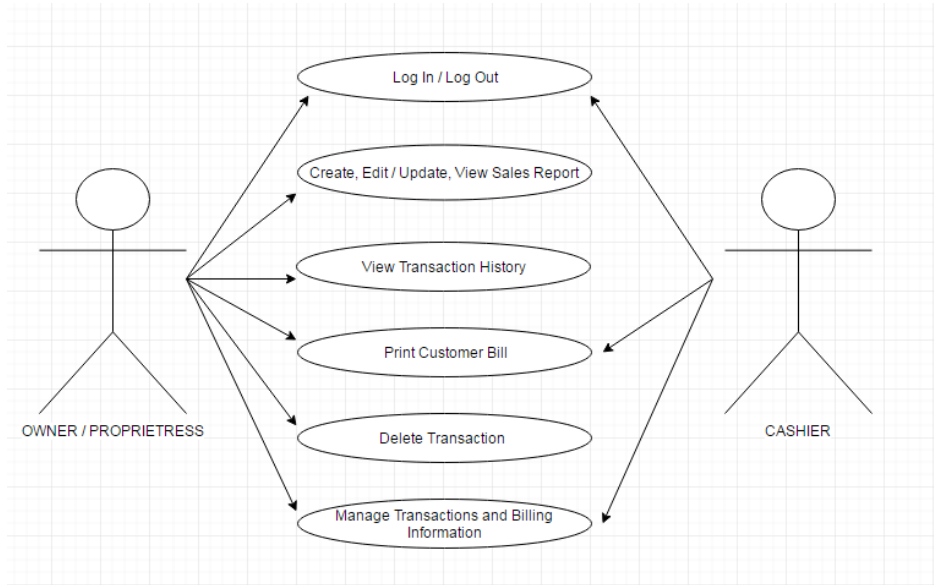 Log In / Log Out
Create, Edit / Update, View Sales Report
View Transaction History
Print Customer Bill
OWNER / PROPRIETRESS
CASHIER
Delete Transaction
Manage Transactions and Billing
Information